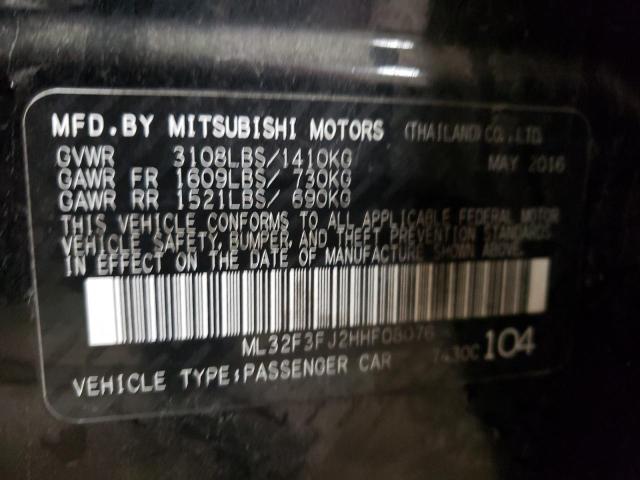 MFD.BY MITSUBISHI MOTORS (THAILAND)CO.,LTD.
GVWR 3108LBS/1410KG MAY 2016
GAWR FR 1609LBS/ 730KG
GAWR RR 1521LBS/ 690KG
THIS VEHICLE CONFORMS TO ALL APPLICABLE FEDERAL MOTOR
VEHICLE SAFETY, BUMPER, AND THEFT PREVENTION STANDARDS
IN EFFECT ON THE DATE OF MANUFACTURE SHOWN ABOVE.
ML32F3FJ2HHF08076
104
VEHICLE TYPE:PASSENGER CAR